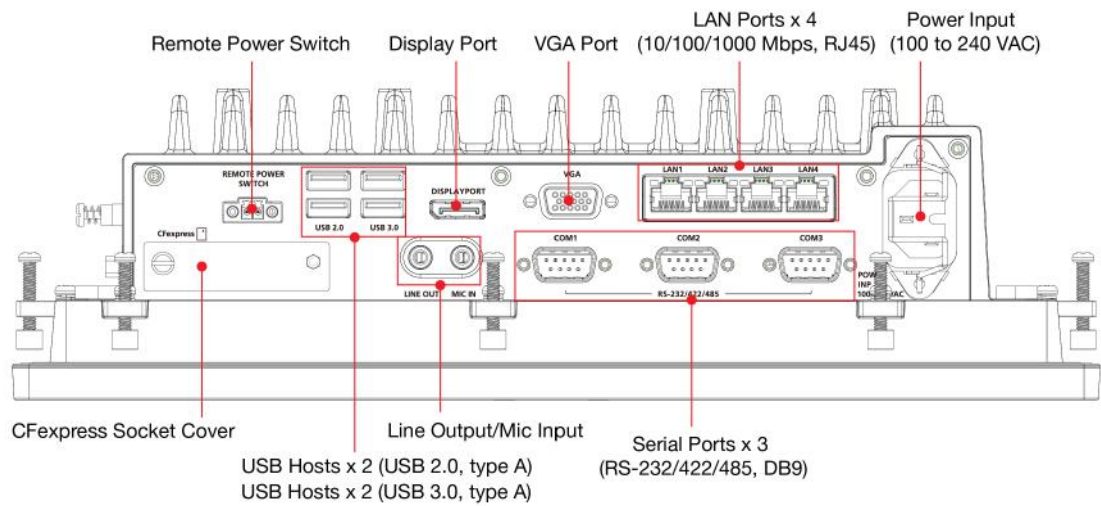 LAN Ports x 4
(10/100/1000 Mbps, RJ45)
Power Input
(100 to 240 VAC)
Remote Power Switch
Display Port
VGA Port
REMOTE POWER
SWITCH
DISPLAYPORT
VGA
LAN1
LAN2
LAN3
LAN4
USB 2.0
USB 3.0
CFexpress
COM1
COM2
COM3
LINE OUT
MIC IN
RS-232/422/485
POW
INP
100
VAC
CFexpress Socket Cover
Line Output/Mic Input
USB Hosts x 2 (USB 2.0, type A)
USB Hosts x 2 (USB 3.0, type A)
Serial Ports x 3
(RS-232/422/485, DB9)